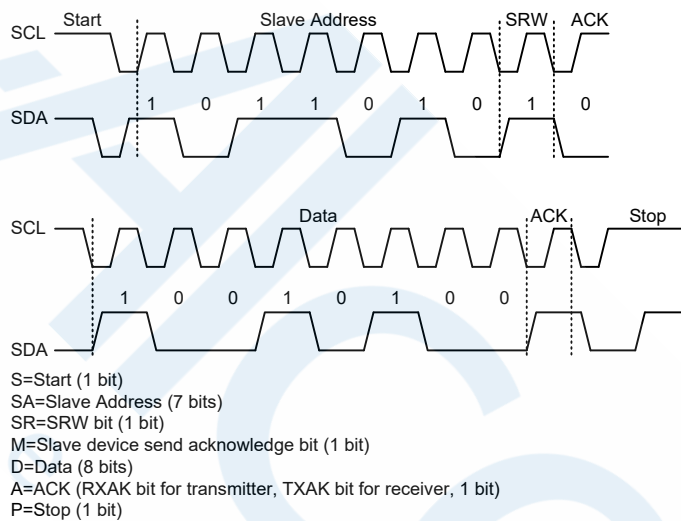 Start Slave Address SRW ACK
SCL
1 0 1 1 0 1 0 1 0
SDA
Data ACK Stop
SCL
1 0 0 1 0 1 0 0
SDA
S=Start (1 bit)
SA=Slave Address (7 bits)
SR=SRW bit (1 bit)
M=Slave device send acknowledge bit (1 bit)
D=Data (8 bits)
A=ACK (RXAK bit for transmitter, TXAK bit for receiver, 1 bit)
P=Stop (1 bit)